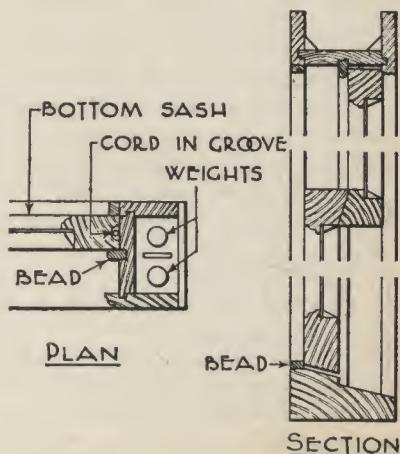 BOTTOM SASH
CORD IN GROOVE
WEIGHTS
BEAD
PLAN
BEAD
SECTION